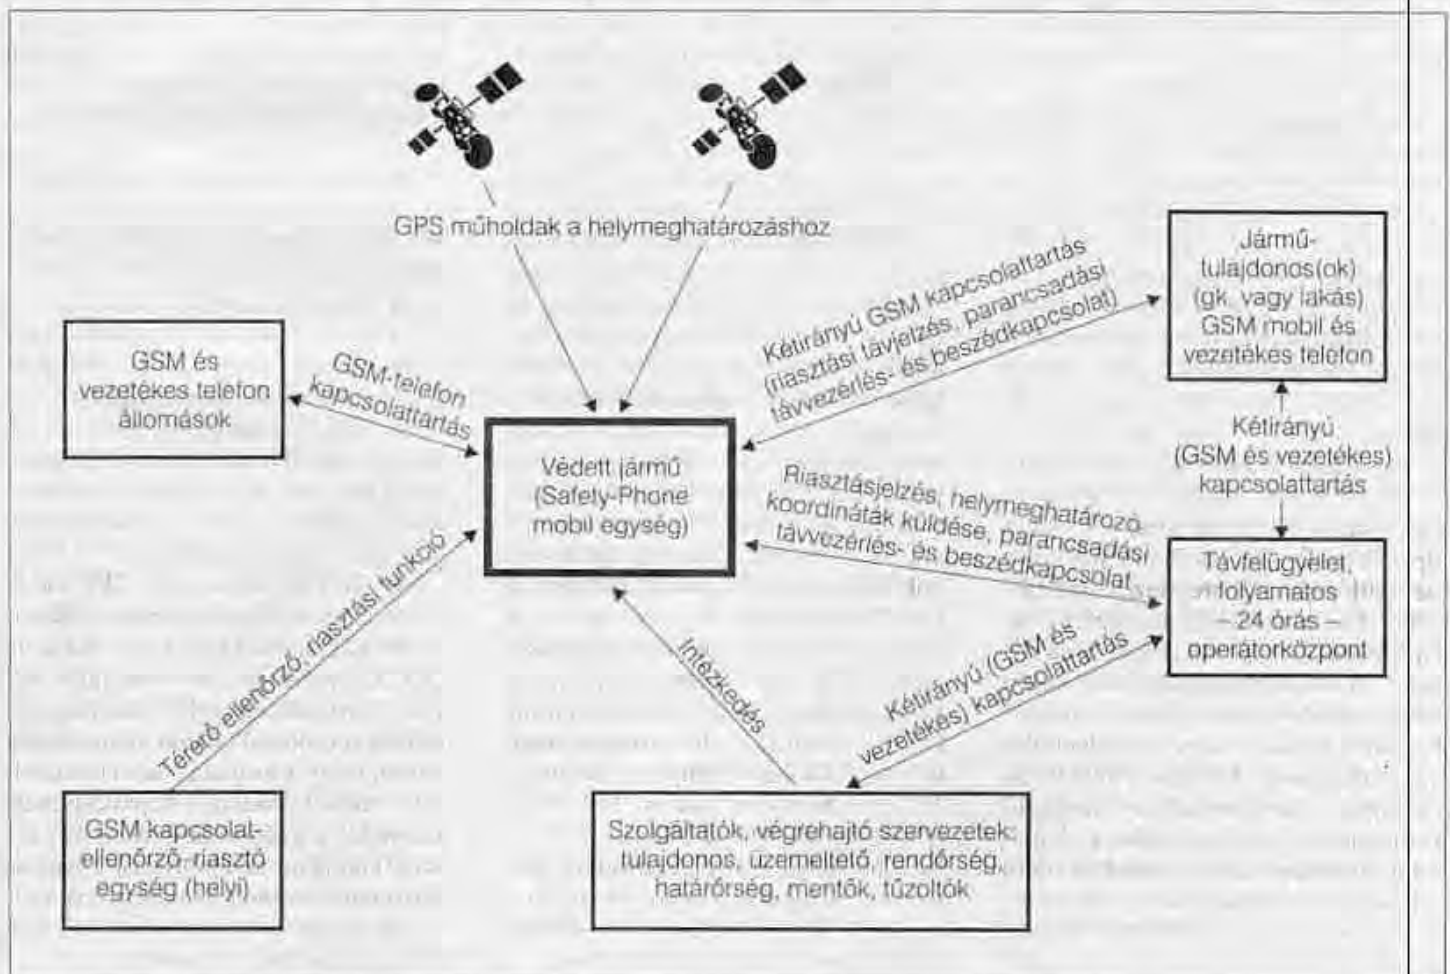 GPS műholdak a helymeghatározáshoz
GSM és
vezetékes telefon
állomások
GSM-telefon
kapcsolattartás
Védett jármű
(Safety-Phone
mobil egység)
Kétirányú GSM kapcsolattartás
(riasztási távjelzés, parancsadási
távvezérlés- és beszédkapcsolat)
Jármű-
tulajdonos(ok)
(gk. vagy lakás)
GSM mobil és
vezetékes telefon
Kétirányú
(GSM és vezetékes)
kapcsolattartás
Riasztásjelzés, helymeghatározó
koordináták küldése, parancsadási
távvezérlés- és beszédkapcsolat
Távfelügyelet,
folyamatos
– 24 órás –
operátorközpont
Térerő ellenőrző, riasztási funkció
Intézkedés
Kétirányú (GSM és
vezetékes) kapcsolattartás
GSM kapcsolat-
ellenőrző-riasztó
egység (helyi)
Szolgáltatók, végrehajtó szervezetek:
tulajdonos, üzemeltető, rendőrség,
határőrség, mentők, tűzoltók